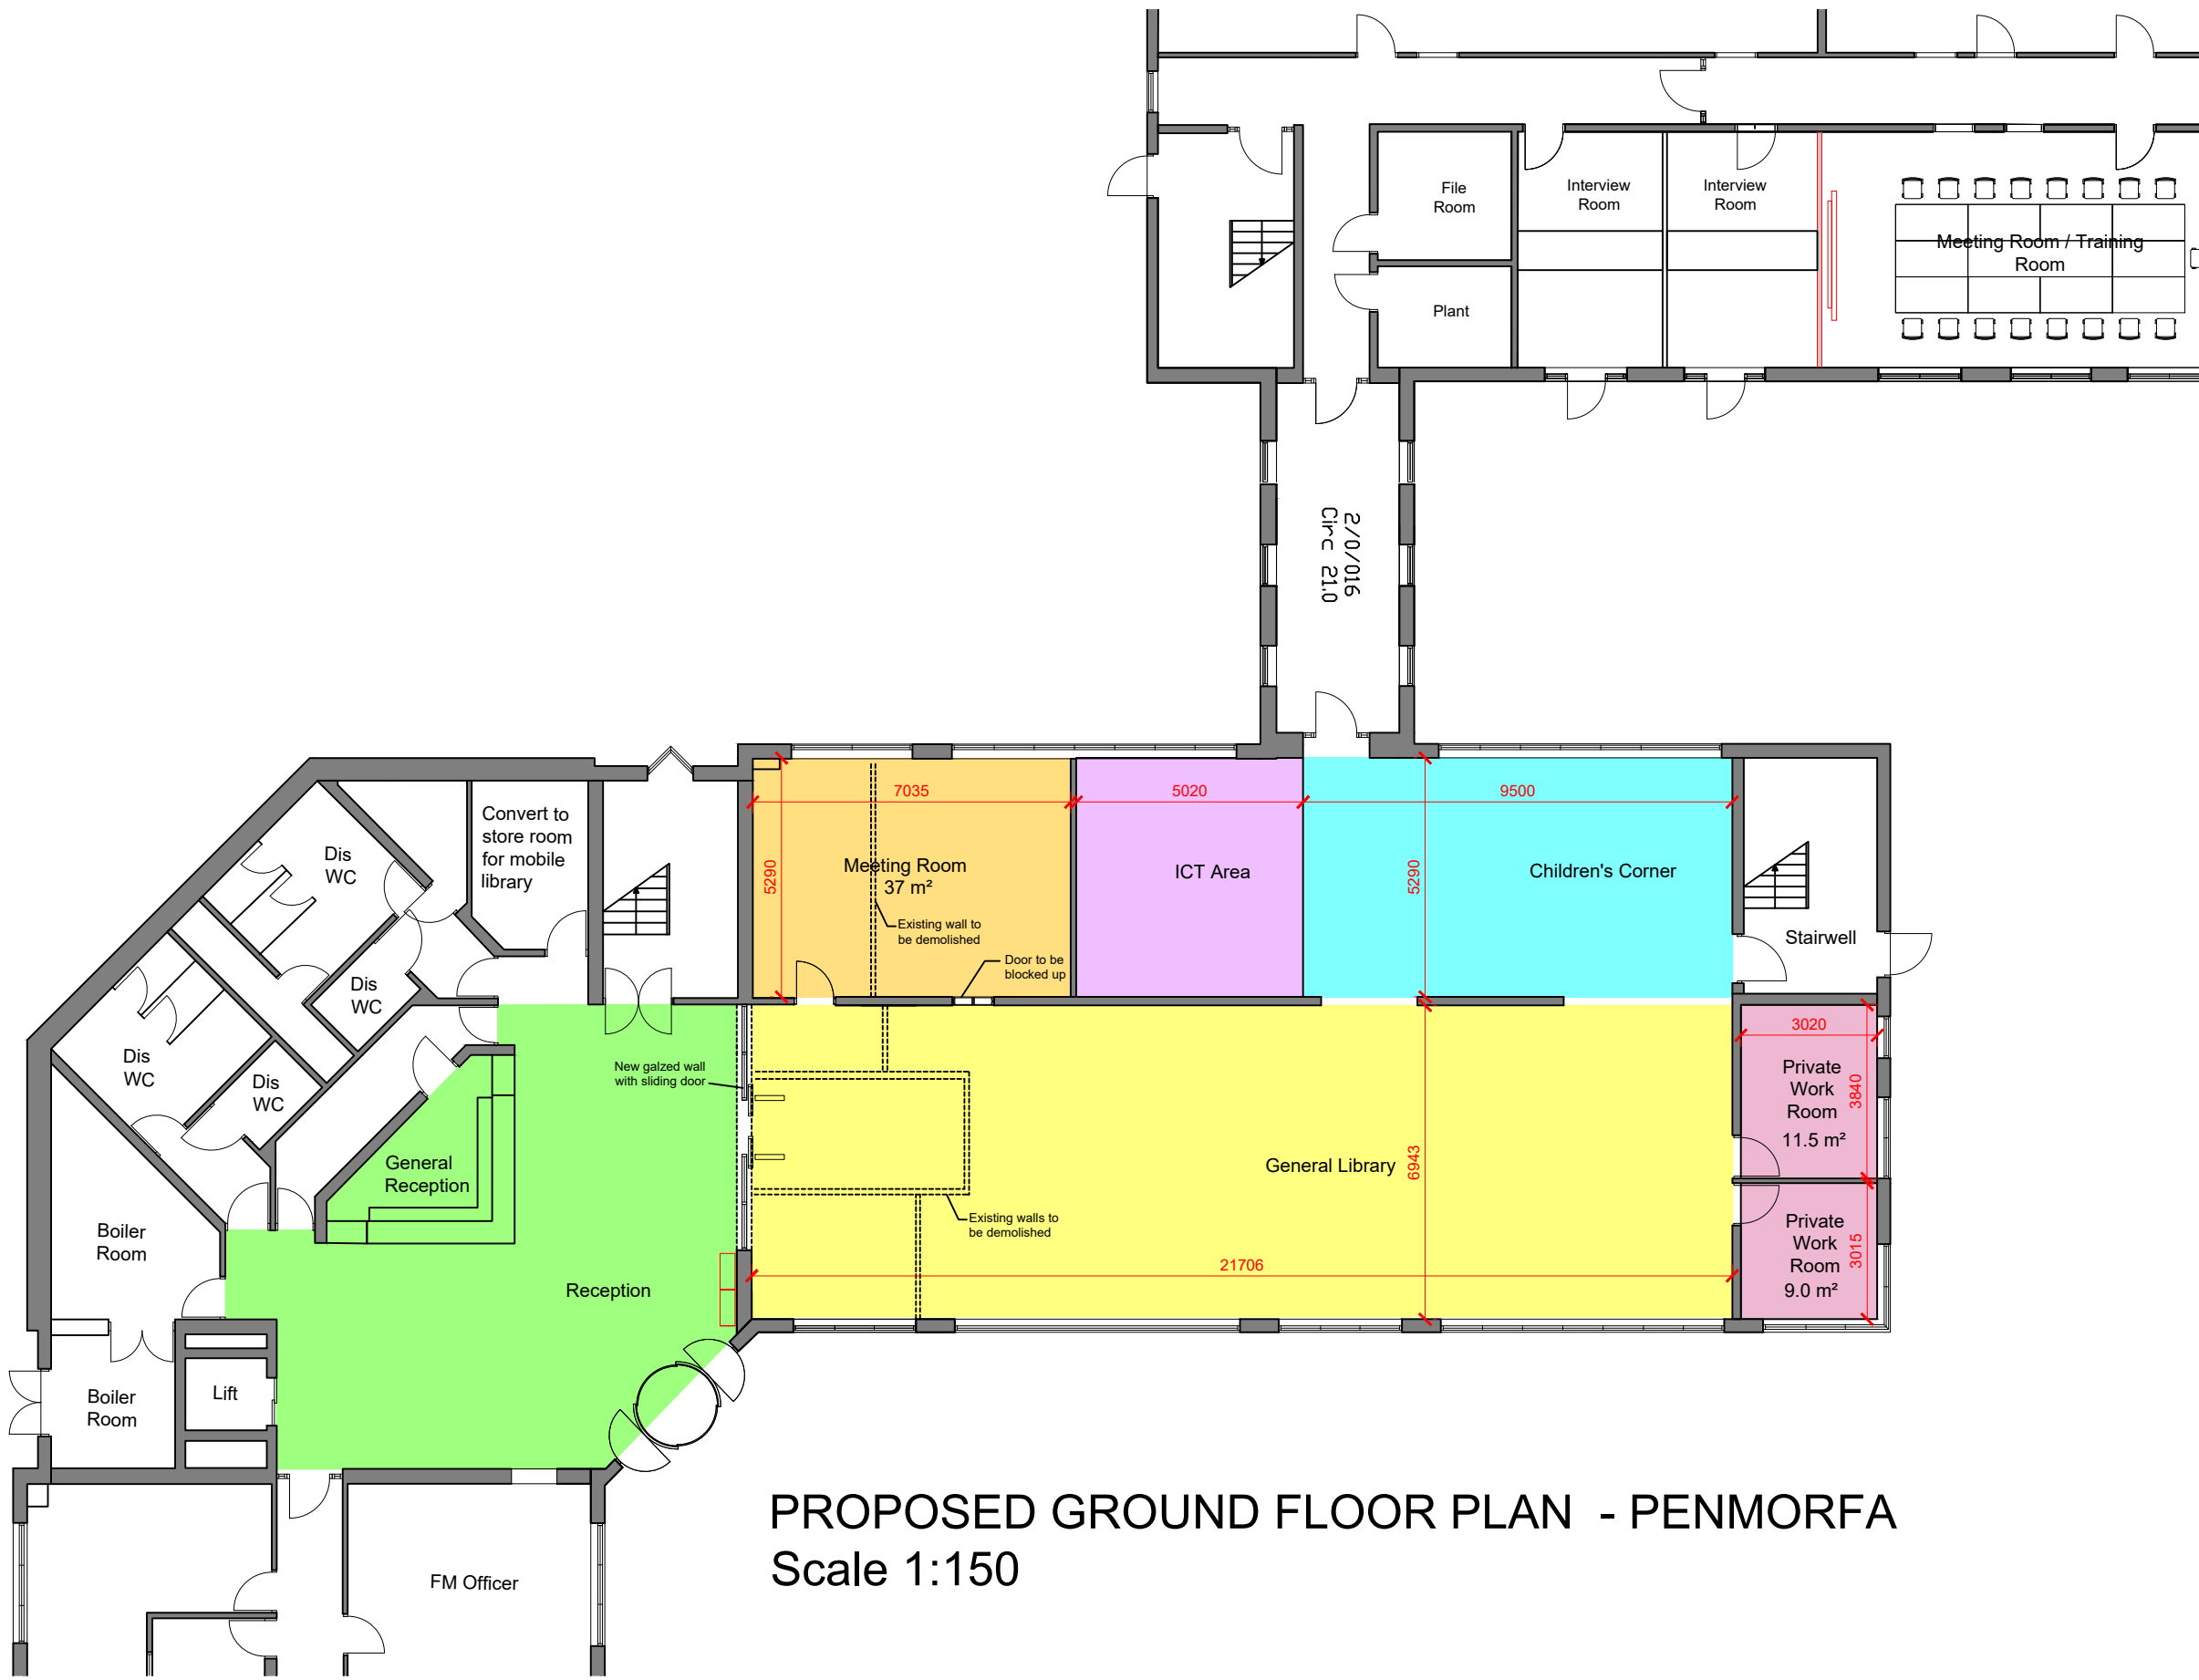 File
Room
Interview
Room
Interview
Room
Meeting Room / Training
Room
Plant
2/0/016
Circ 21.0
7035
5020
9500
Convert to
store room
for mobile
library
Dis
WC
5290
Meeting Room
37 m²
ICT Area
5290
Children's Corner
Existing wall to
be demolished
Stairwell
Door to be
blocked up
Dis
WC
3020
Dis
WC
Dis
WC
New galzed wall
with sliding door
Private
Work
Room
11.5 m²
3840
General
Reception
General Library
6943
Existing walls to
be demolished
Private
Work
Room
9.0 m²
3015
Boiler
Room
21706
Reception
Boiler
Room
Lift
PROPOSED GROUND FLOOR PLAN - PENMORFA
Scale 1:150
FM Officer